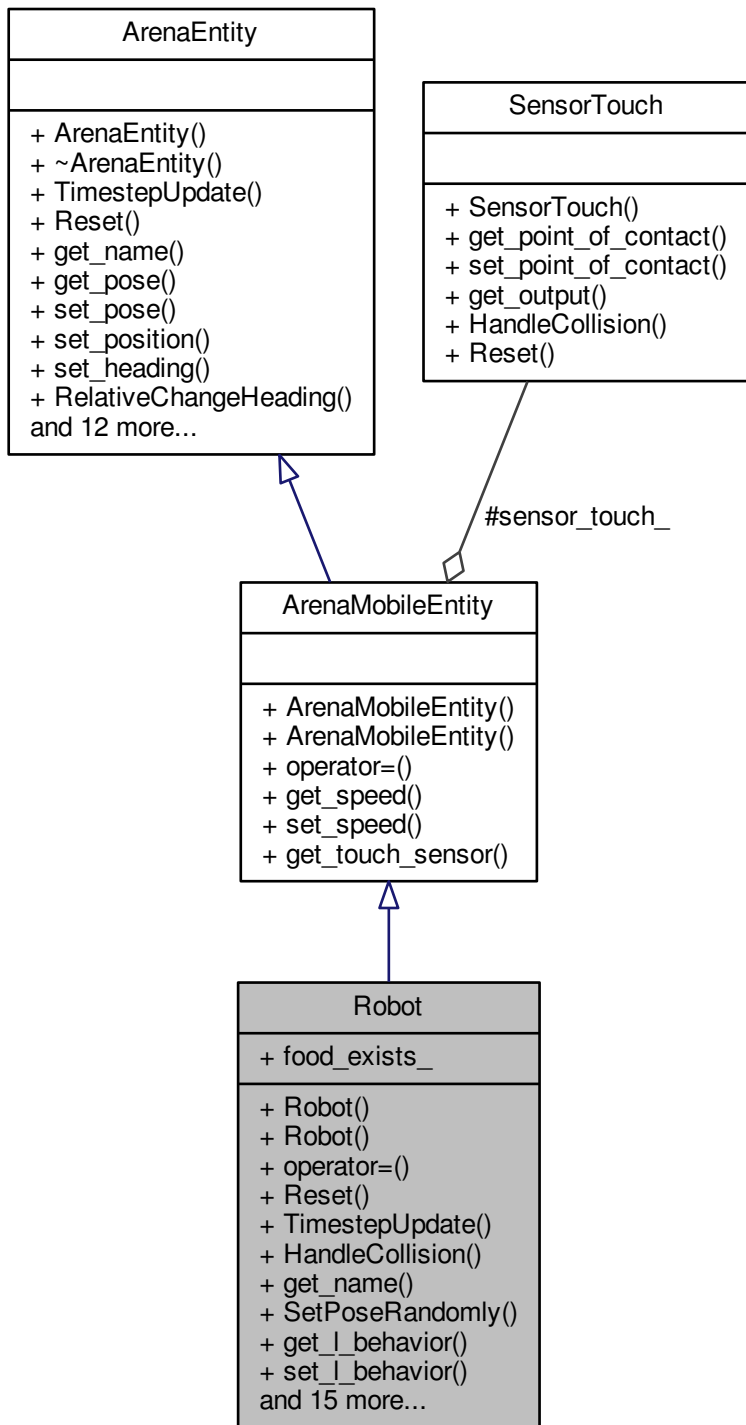 ArenaEntity
+ ArenaEntity()
+ ~ArenaEntity()
+ TimestepUpdate()
+ Reset()
+ get_name()
+ get_pose()
+ set_pose()
+ set_position()
+ set_heading()
+ RelativeChangeHeading()
and 12 more...
SensorTouch
+ SensorTouch()
+ get_point_of_contact()
+ set_point_of_contact()
+ get_output()
+ HandleCollision()
+ Reset()
#sensor_touch_
ArenaMobileEntity
+ ArenaMobileEntity()
+ ArenaMobileEntity()
+ operator=()
+ get_speed()
+ set_speed()
+ get_touch_sensor()
Robot
+ food_exists_
+ Robot()
+ Robot()
+ operator=()
+ Reset()
+ TimestepUpdate()
+ HandleCollision()
+ get_name()
+ SetPoseRandomly()
+ get_l_behavior()
+ set_l_behavior()
and 15 more...